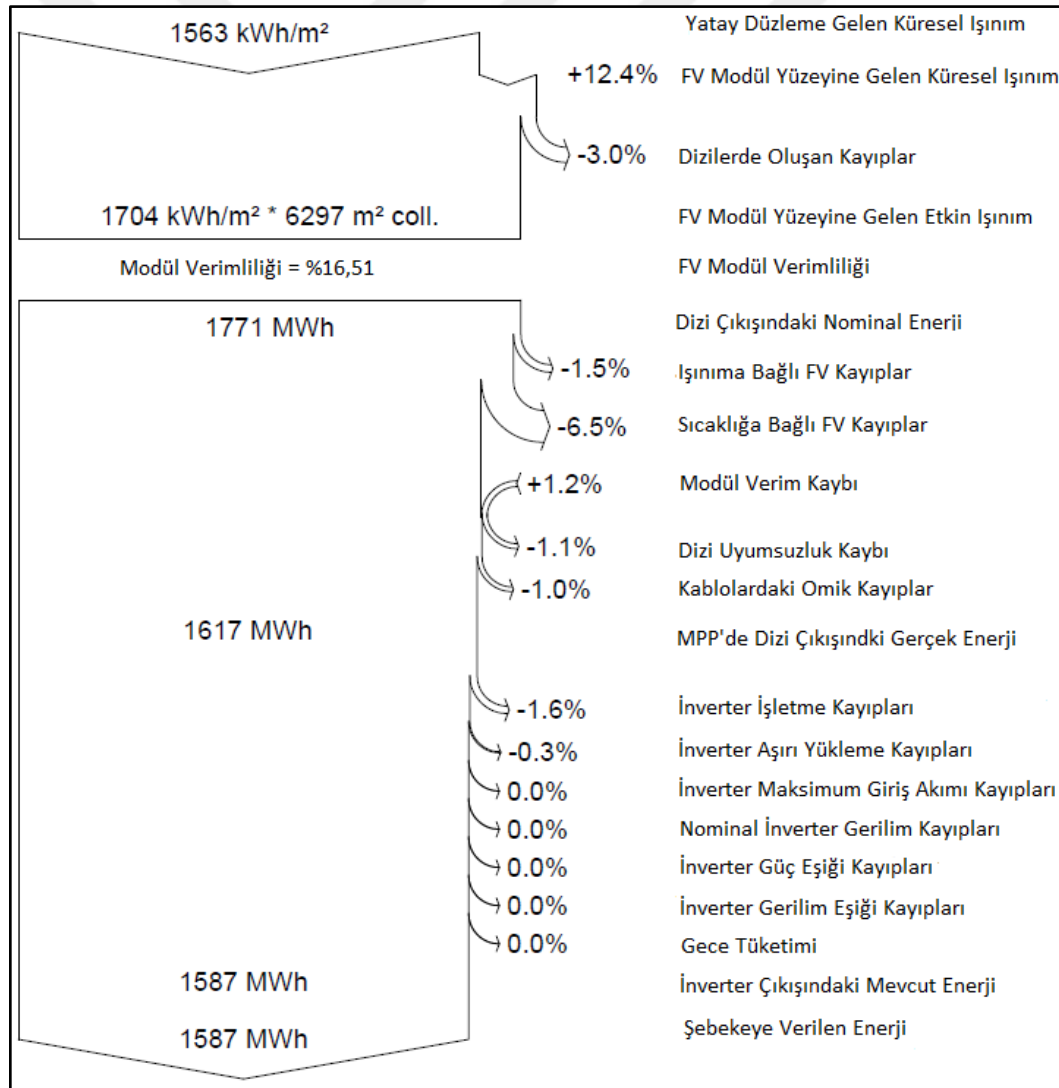 1563 kWh/m² Yatay Düzleme Gelen Küresel Işınım
+12.4% FV Modül Yüzeyine Gelen Küresel Işınım
-3.0% Dizilerde Oluşan Kayıplar
1704 kWh/m² * 6297 m² coll. FV Modül Yüzeyine Gelen Etkin Işınım
Modül Verimliliği = %16,51 FV Modül Verimliliği
1771 MWh Dizi Çıkışındaki Nominal Enerji
-1.5% Işınıma Bağlı FV Kayıplar
-6.5% Sıcaklığa Bağlı FV Kayıplar
+1.2% Modül Verim Kaybı
-1.1% Dizi Uyumsuzluk Kaybı
-1.0% Kablolardaki Omik Kayıplar
1617 MWh MPP'de Dizi Çıkışındki Gerçek Enerji
-1.6% İnverter İşletme Kayıpları
-0.3% İnverter Aşırı Yükleme Kayıpları
0.0% İnverter Maksimum Giriş Akımı Kayıpları
0.0% Nominal İnverter Gerilim Kayıpları
0.0% İnverter Güç Eşiği Kayıpları
0.0% İnverter Gerilim Eşiği Kayıpları
0.0% Gece Tüketimi
1587 MWh İnverter Çıkışındaki Mevcut Enerji
1587 MWh Şebekeye Verilen Enerji